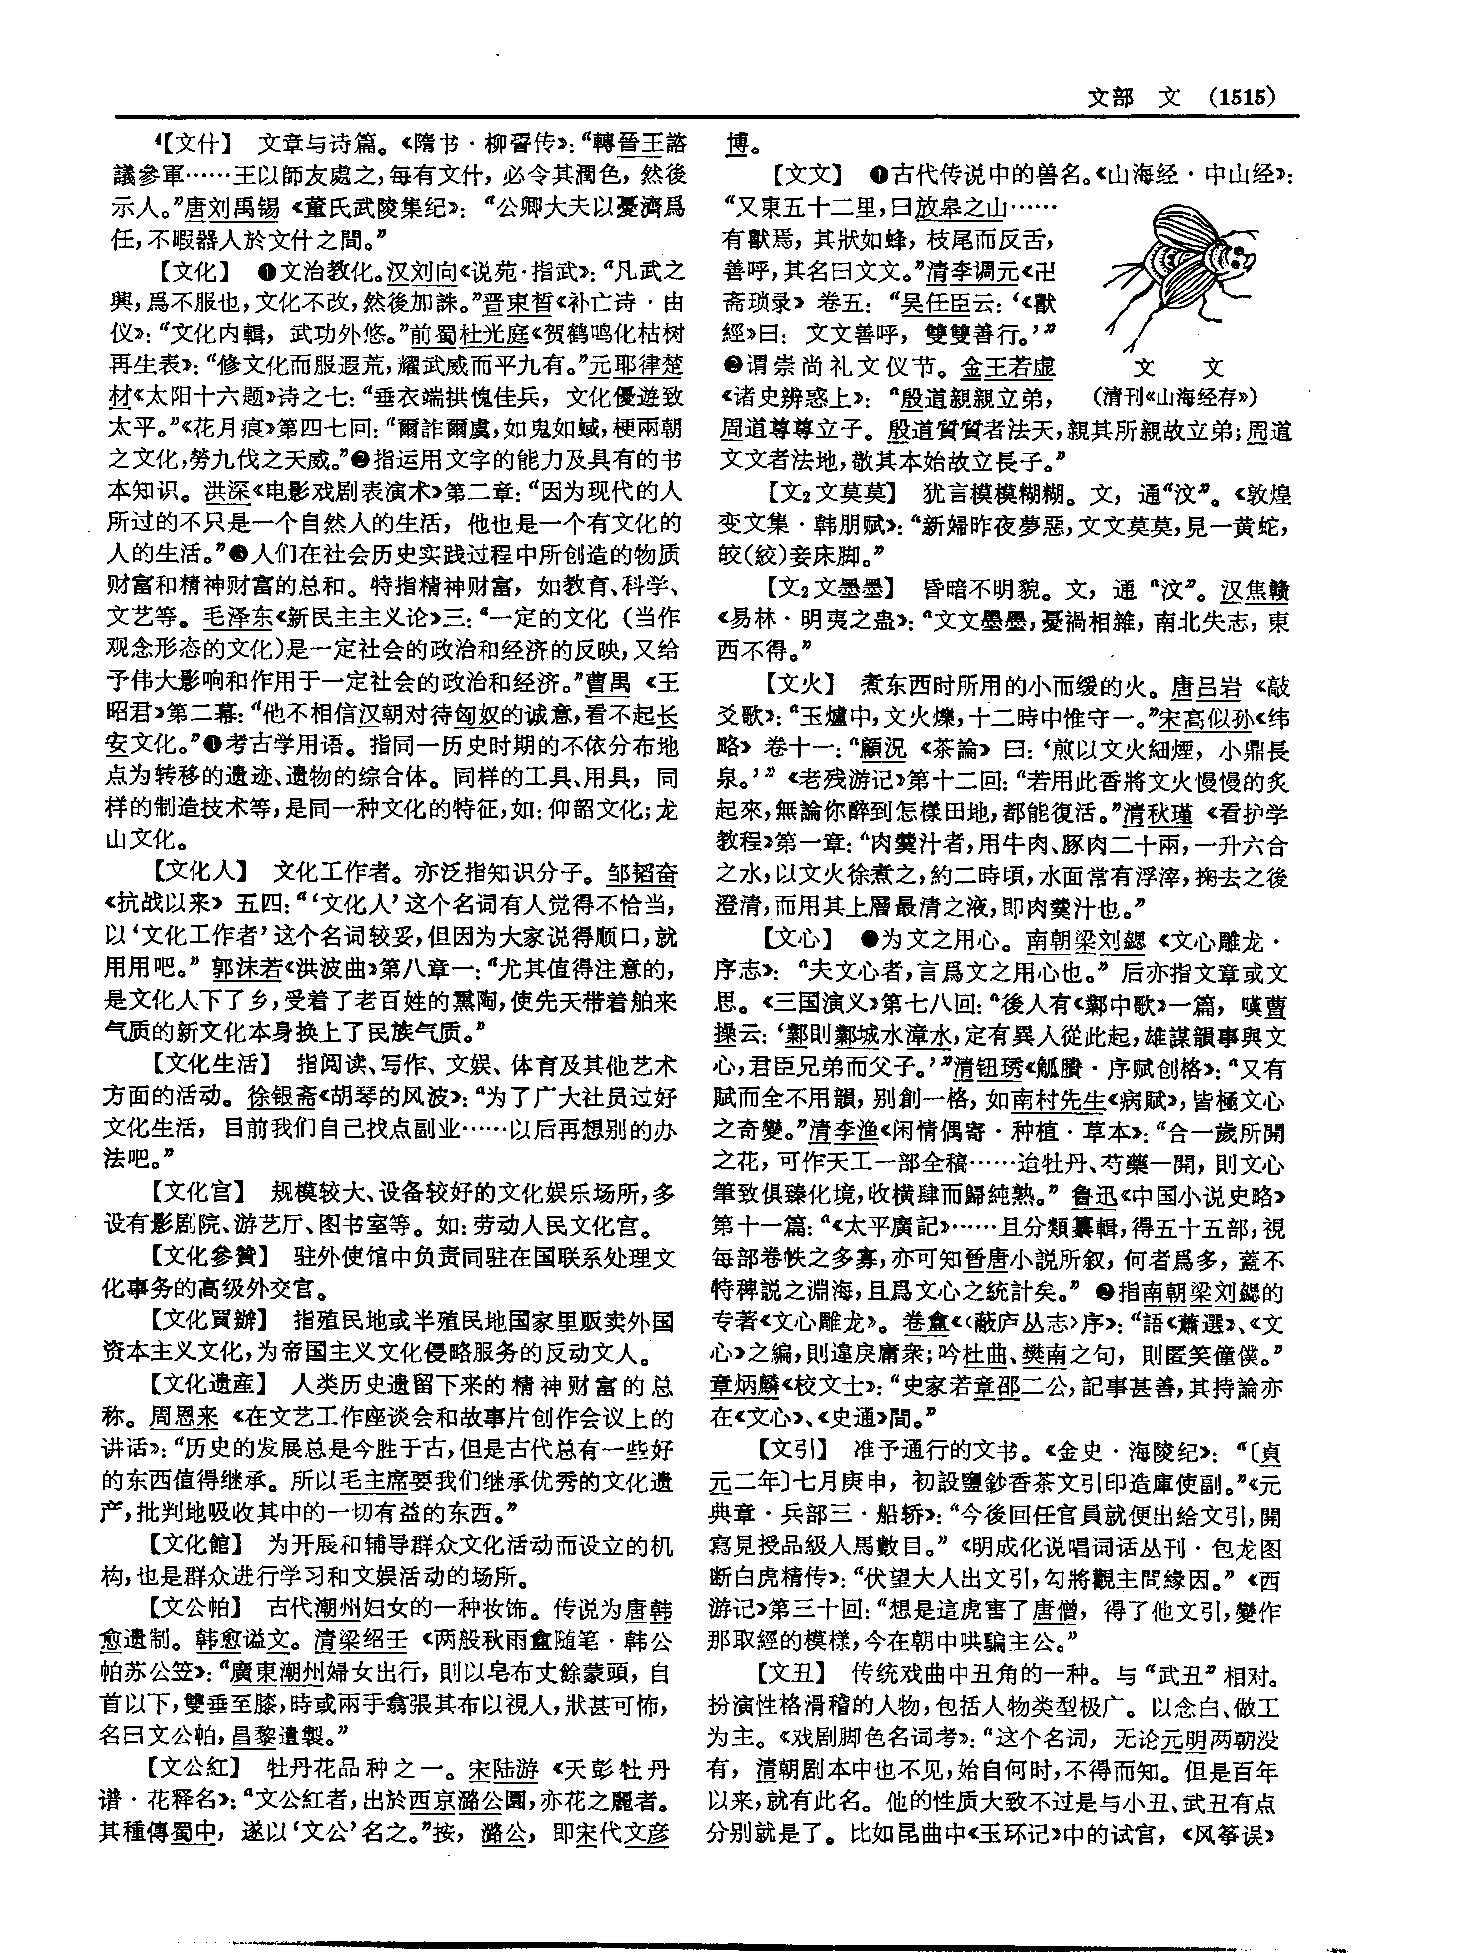 文部　文　(1515)
【文什】　文章与诗篇。《隋书·柳䛒传》：“轉晉王諮
議參軍……王以師友處之，每有文什，必令其潤色，然後
示人。”唐刘禹锡《董氏武陵集纪》：“公卿大夫以憂濟爲
任，不暇器人於文什之間。”
【文化】　❶文治教化。汉刘向《说苑·指武》：“凡武之
興，爲不服也，文化不改，然後加誅。”晋束皙《补亡诗·由
仪》：“文化内輯，武功外悠。”前蜀杜光庭《贺鹤鸣化枯树
再生表》：“修文化而服遐荒，耀武威而平九有。”元耶律楚
材《太阳十六题》诗之七：“垂衣端拱愧佳兵，文化優遊致
太平。”《花月痕》第四七回：“爾詐爾虞，如鬼如蜮，梗兩朝
之文化，勞九伐之天威。”❷指运用文字的能力及具有的书
本知识。洪深《电影戏剧表演术》第二章：“因为现代的人
所过的不只是一个自然人的生活，他也是一个有文化的
人的生活。”❸人们在社会历史实践过程中所创造的物质
财富和精神财富的总和。特指精神财富，如教育、科学、
文艺等。毛泽东《新民主主义论》三：“一定的文化（当作
观念形态的文化）是一定社会的政治和经济的反映，又给
予伟大影响和作用于一定社会的政治和经济。”曹禺《王
昭君》第二幕：“他不相信汉朝对待匈奴的诚意，看不起长
安文化。”❹考古学用语。指同一历史时期的不依分布地
点为转移的遗迹、遗物的综合体。同样的工具、用具，同
样的制造技术等，是同一种文化的特征，如：仰韶文化；龙
山文化。
【文化人】　文化工作者。亦泛指知识分子。邹韬奋
《抗战以来》五四：“‘文化人’这个名词有人觉得不恰当，
以‘文化工作者’这个名词较妥，但因为大家说得顺口，就
用用吧。”郭沫若《洪波曲》第八章一：“尤其值得注意的，
是文化人下了乡，受着了老百姓的熏陶，使先天带着舶来
气质的新文化本身换上了民族气质。”
【文化生活】　指阅读、写作、文娱、体育及其他艺术
方面的活动。徐银斋《胡琴的风波》：“为了广大社员过好
文化生活，目前我们自己找点副业……以后再想别的办
法吧。”
【文化宫】　规模较大、设备较好的文化娱乐场所，多
设有影剧院、游艺厅、图书室等。如：劳动人民文化宫。
【文化參贊】　驻外使馆中负责同驻在国联系处理文
化事务的高级外交官。
【文化買辦】　指殖民地或半殖民地国家里贩卖外国
资本主义文化，为帝国主义文化侵略服务的反动文人。
【文化遗産】　人类历史遗留下来的精神财富的总
称。周恩来《在文艺工作座谈会和故事片创作会议上的
讲话》：“历史的发展总是今胜于古，但是古代总有一些好
的东西值得继承。所以毛主席要我们继承优秀的文化遗
产，批判地吸收其中的一切有益的东西。”
【文化館】　为开展和辅导群众文化活动而设立的机
构，也是群众进行学习和文娱活动的场所。
【文公帕】　古代潮州妇女的一种妆饰。传说为唐韩
愈遗制。韩愈谥文。清梁绍壬《两般秋雨盦随笔·韩公
帕苏公笠》：“廣東潮州婦女出行，則以皂布丈餘蒙頭，自
首以下，雙垂至膝，時或兩手翕張其布以視人，狀甚可怖，
名曰文公帕，昌黎遺製。”
【文公紅】　牡丹花品种之一。宋陆游《天彭牡丹
谱·花释名》：“文公紅者，出於西京潞公園，亦花之麗者。
其種傳蜀中，遂以‘文公’名之。”按，潞公，即宋代文彦
博。
【文文】　❶古代传说中的兽名。《山海经·中山经》：
“又東五十二里，曰放皋之山……
有獸焉，其狀如蜂，枝尾而反舌，
善呼，其名曰文文。”清李调元《卍
斋琐录》卷五：“吴任臣云：‘《獸
經》曰：文文善呼，雙雙善行。’”
❷谓崇尚礼文仪节。金王若虚
《诸史辨惑上》：“殷道親親立弟，
周道尊尊立子。殷道質質者法天，親其所親故立弟；周道
文文者法地，敬其本始故立長子。”
文　文
（清刊《山海经存》）
【文₂文莫莫】　犹言模模糊糊。文，通“汶”。《敦煌
变文集·韩朋赋》：“新婦昨夜夢惡，文文莫莫，見一黄蛇，
皎（絞）妾床脚。”
【文₂文墨墨】　昏暗不明貌。文，通“汶”。汉焦赣
《易林·明夷之蛊》：“文文墨墨，憂禍相雜，南北失志，東
西不得。”
【文火】　煮东西时所用的小而缓的火。唐吕岩《敲
爻歌》：“玉爐中，文火爍，十二時中惟守一。”宋高似孙《纬
略》卷十一：“顧況《茶論》曰：‘煎以文火細煙，小鼎長
泉。’”《老残游记》第十二回：“若用此香將文火慢慢的炙
起來，無論你醉到怎樣田地，都能復活。”清秋瑾《看护学
教程》第一章：“肉羹汁者，用牛肉、豚肉二十兩，一升六合
之水，以文火徐煮之，約二時頃，水面常有浮滓，掬去之後
澄清，而用其上層最清之液，即肉羹汁也。”
【文心】　❶为文之用心。南朝梁刘勰《文心雕龙·
序志》：“夫文心者，言爲文之用心也。”后亦指文章或文
思。《三国演义》第七八回：“後人有《鄴中歌》一篇，嘆曹
操云：‘鄴則鄴城水漳水，定有異人從此起，雄謀韻事與文
心，君臣兄弟而父子。’”清钮琇《觚賸·序赋创格》：“又有
賦而全不用韻，别創一格，如南村先生《病賦》，皆極文心
之奇變。”清李渔《闲情偶寄·种植·草本》：“合一歲所開
之花，可作天工一部全稿……迨牡丹、芍藥一開，則文心
筆致俱臻化境，收横肆而歸純熟。”鲁迅《中国小说史略》
第十一篇：“《太平廣記》……且分類纂輯，得五十五部，視
每部卷帙之多寡，亦可知晉唐小説所叙，何者爲多，蓋不
特稗説之淵海，且爲文心之統計矣。”❷指南朝梁刘勰的
专著《文心雕龙》。卷盦《〈蔽庐丛志〉序》：“語《蕭選》、《文
心》之編，則違戾庸衆；吟杜曲、樊南之句，則匿笑僮僕。”
章炳麟《校文士》：“史家若章邵二公，記事甚善，其持論亦
在《文心》、《史通》間。”
【文引】　准予通行的文书。《金史·海陵纪》：“〔貞
元二年〕七月庚申，初設鹽鈔香茶文引印造庫使副。”《元
典章·兵部三·船轿》：“今後回任官員就便出給文引，開
寫見授品級人馬數目。”《明成化说唱词话丛刊·包龙图
断白虎精传》：“伏望大人出文引，勾將觀主問緣因。”《西
游记》第三十回：“想是這虎害了唐僧，得了他文引，變作
那取經的模樣，今在朝中哄騙主公。”
【文丑】　传统戏曲中丑角的一种。与“武丑”相对。
扮演性格滑稽的人物，包括人物类型极广。以念白、做工
为主。《戏剧脚色名词考》：“这个名词，无论元明两朝没
有，清朝剧本中也不见，始自何时，不得而知。但是百年
以来，就有此名。他的性质大致不过是与小丑、武丑有点
分别就是了。比如昆曲中《玉环记》中的试官，《风筝误》